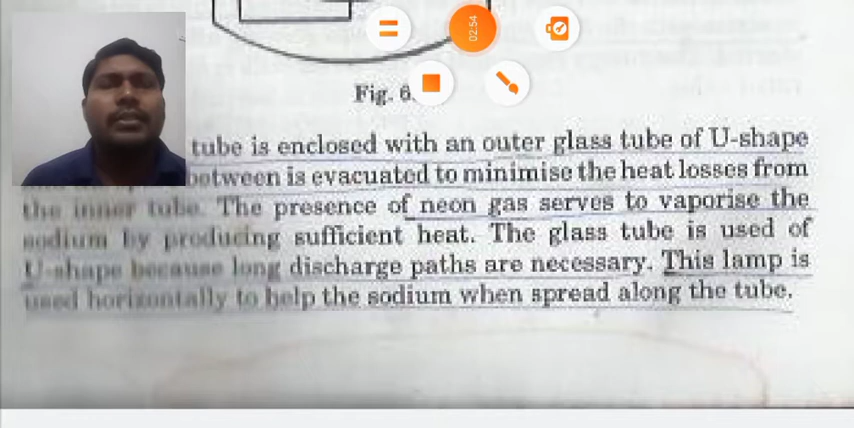 02:54
Fig. 6.
tube is enclosed with an outer glass tube of U-shape
between is evacuated to minimise the heat losses from
the inner tube. The presence of neon gas serves to vaporise the
sodium by producing sufficient heat. The glass tube is used of
U-shape because long discharge paths are necessary. This lamp is
used horizontally to help the sodium when spread along the tube.